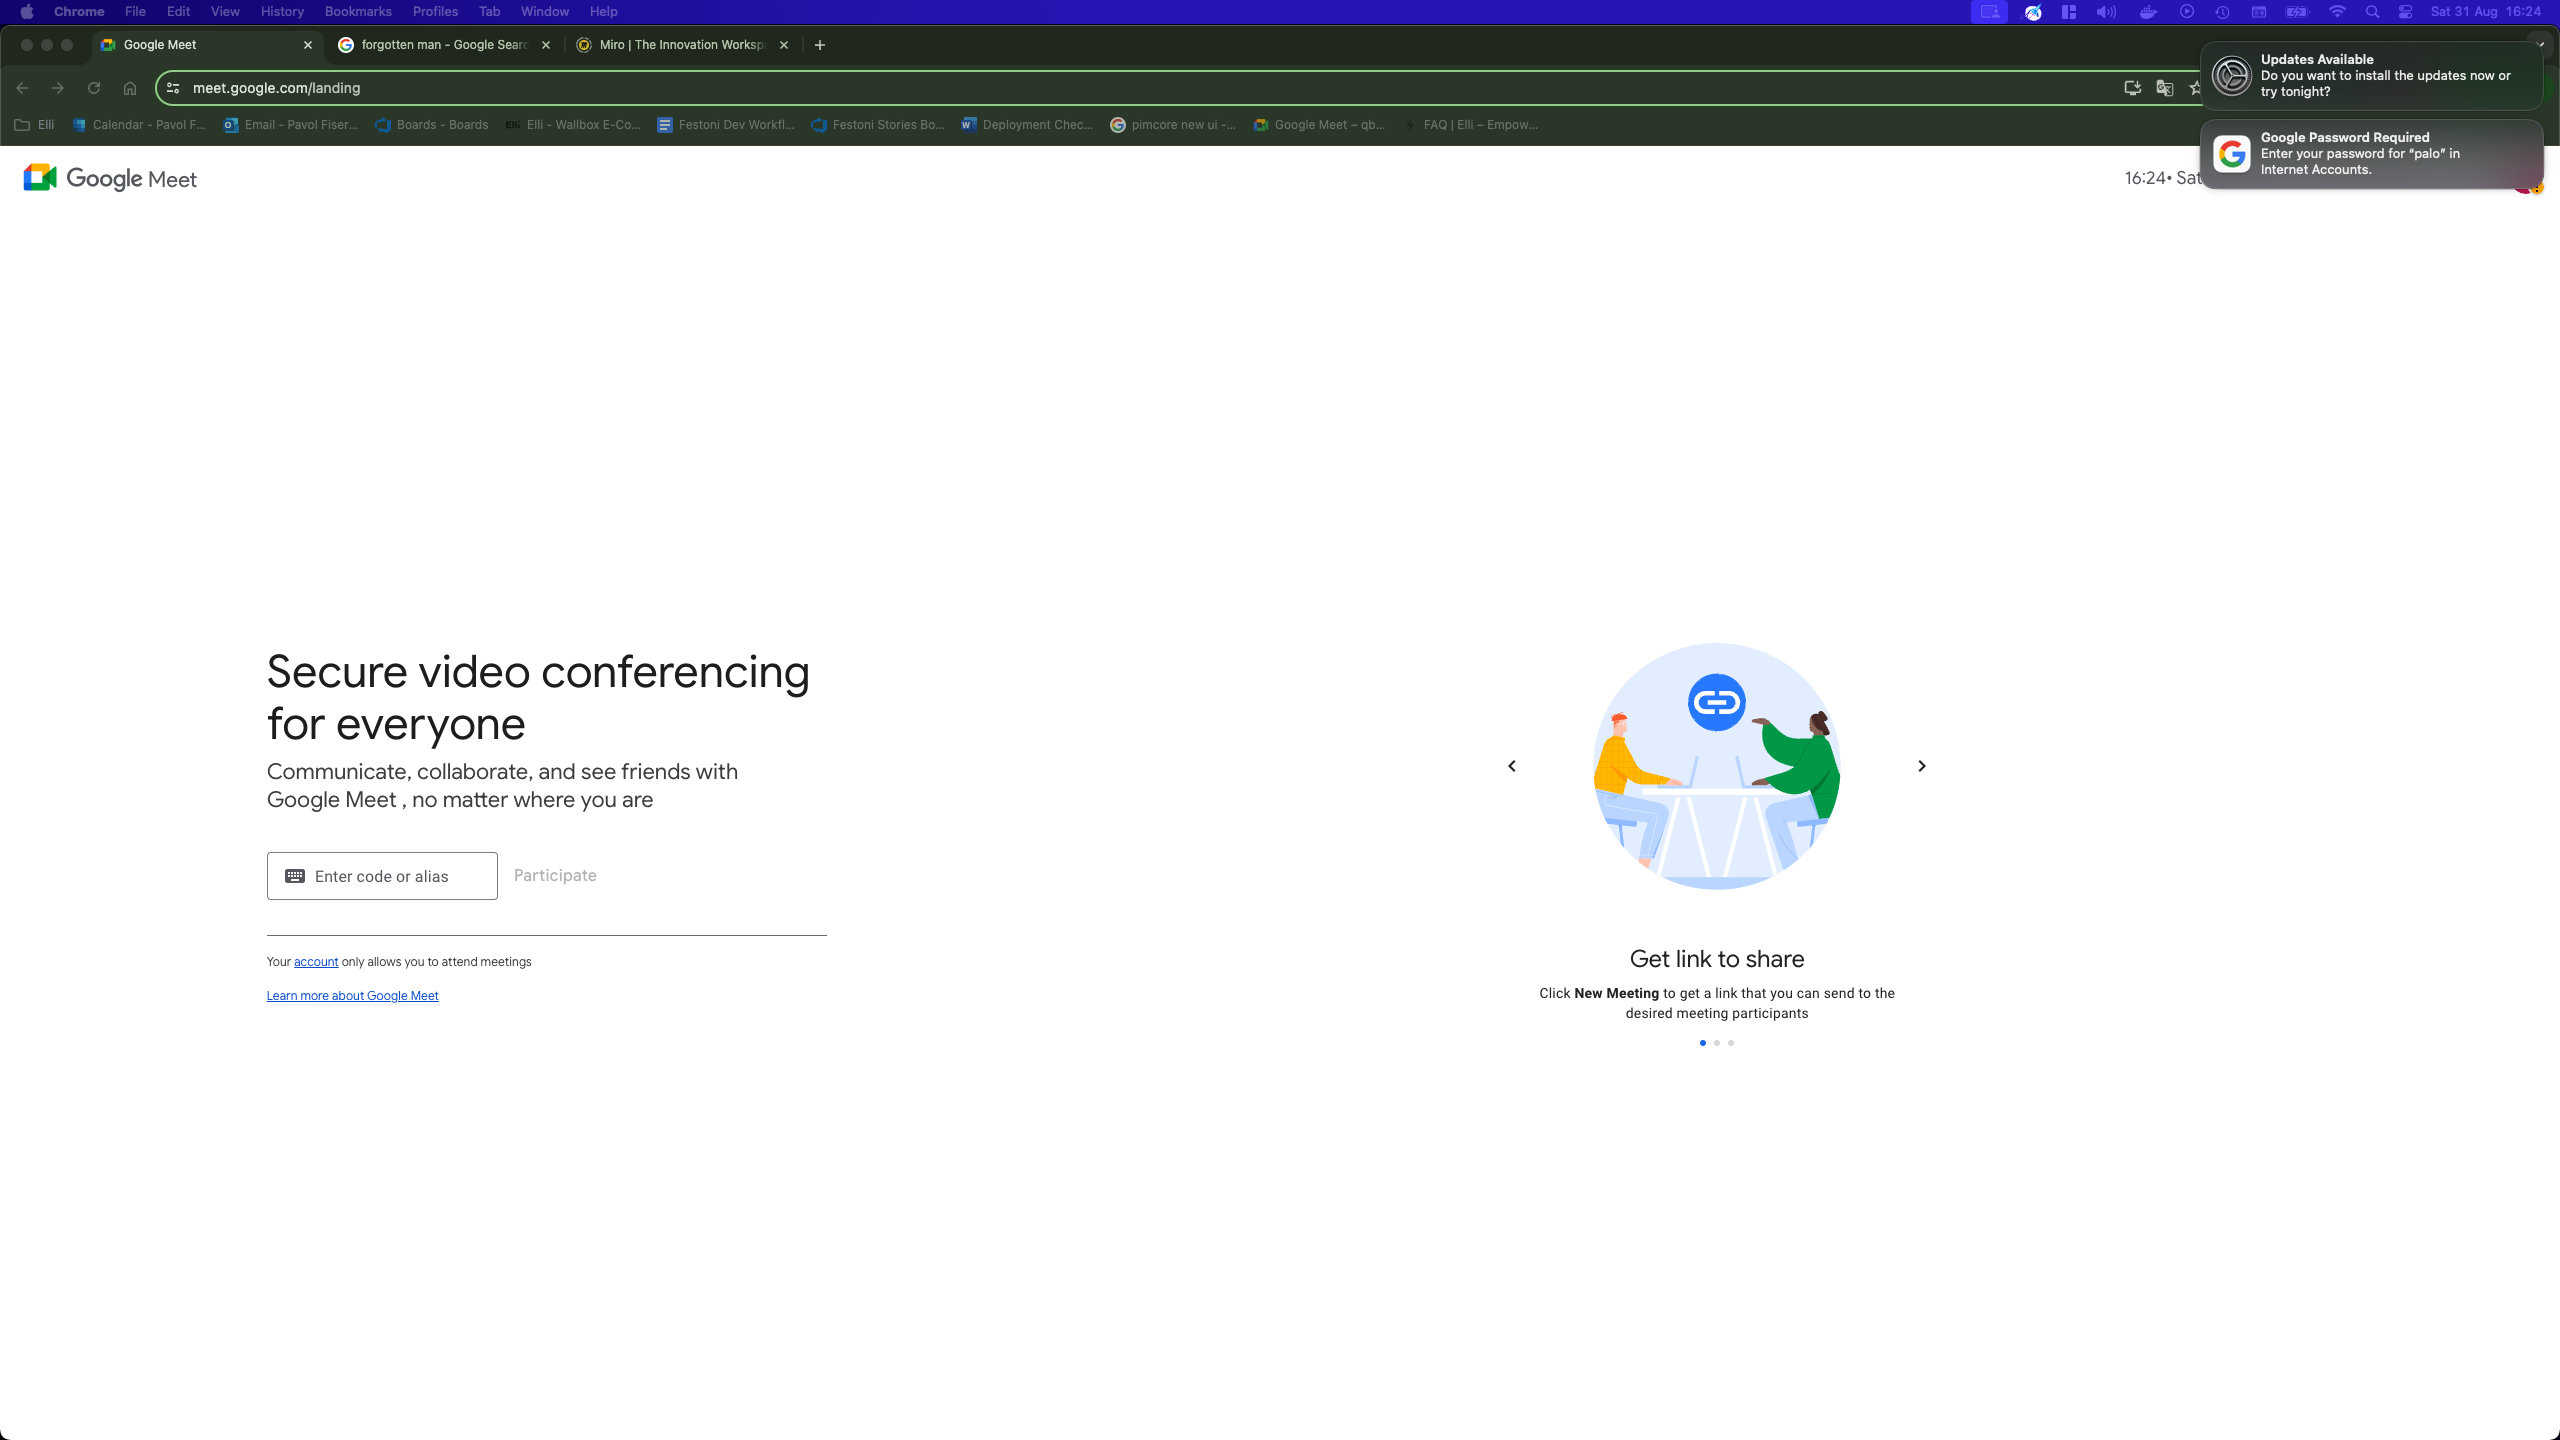 Chrome File Edit View History Bookmarks Profiles Tab Window Help Sat 31 Aug 16:24
Google Meet forgotten man - Google Searc Miro | The Innovation Worksp
meet.google.com/landing
Elli Calendar - Pavol F... Email - Pavol Fiser... Boards - Boards Elli Elli - Wallbox E-Co... Festoni Dev Workfl... Festoni Stories Bo... Deployment Chec... pimcore new ui -... Google Meet – qb... FAQ | Elli – Empow...
Updates Available
Do you want to install the updates now or
try tonight?
Google Password Required
Enter your password for “palo” in
Internet Accounts.
Google Meet
16:24• Sat
Secure video conferencing
for everyone
Communicate, collaborate, and see friends with
Google Meet , no matter where you are
Enter code or alias Participate
Your account only allows you to attend meetings
Learn more about Google Meet
Get link to share
Click New Meeting to get a link that you can send to the
desired meeting participants